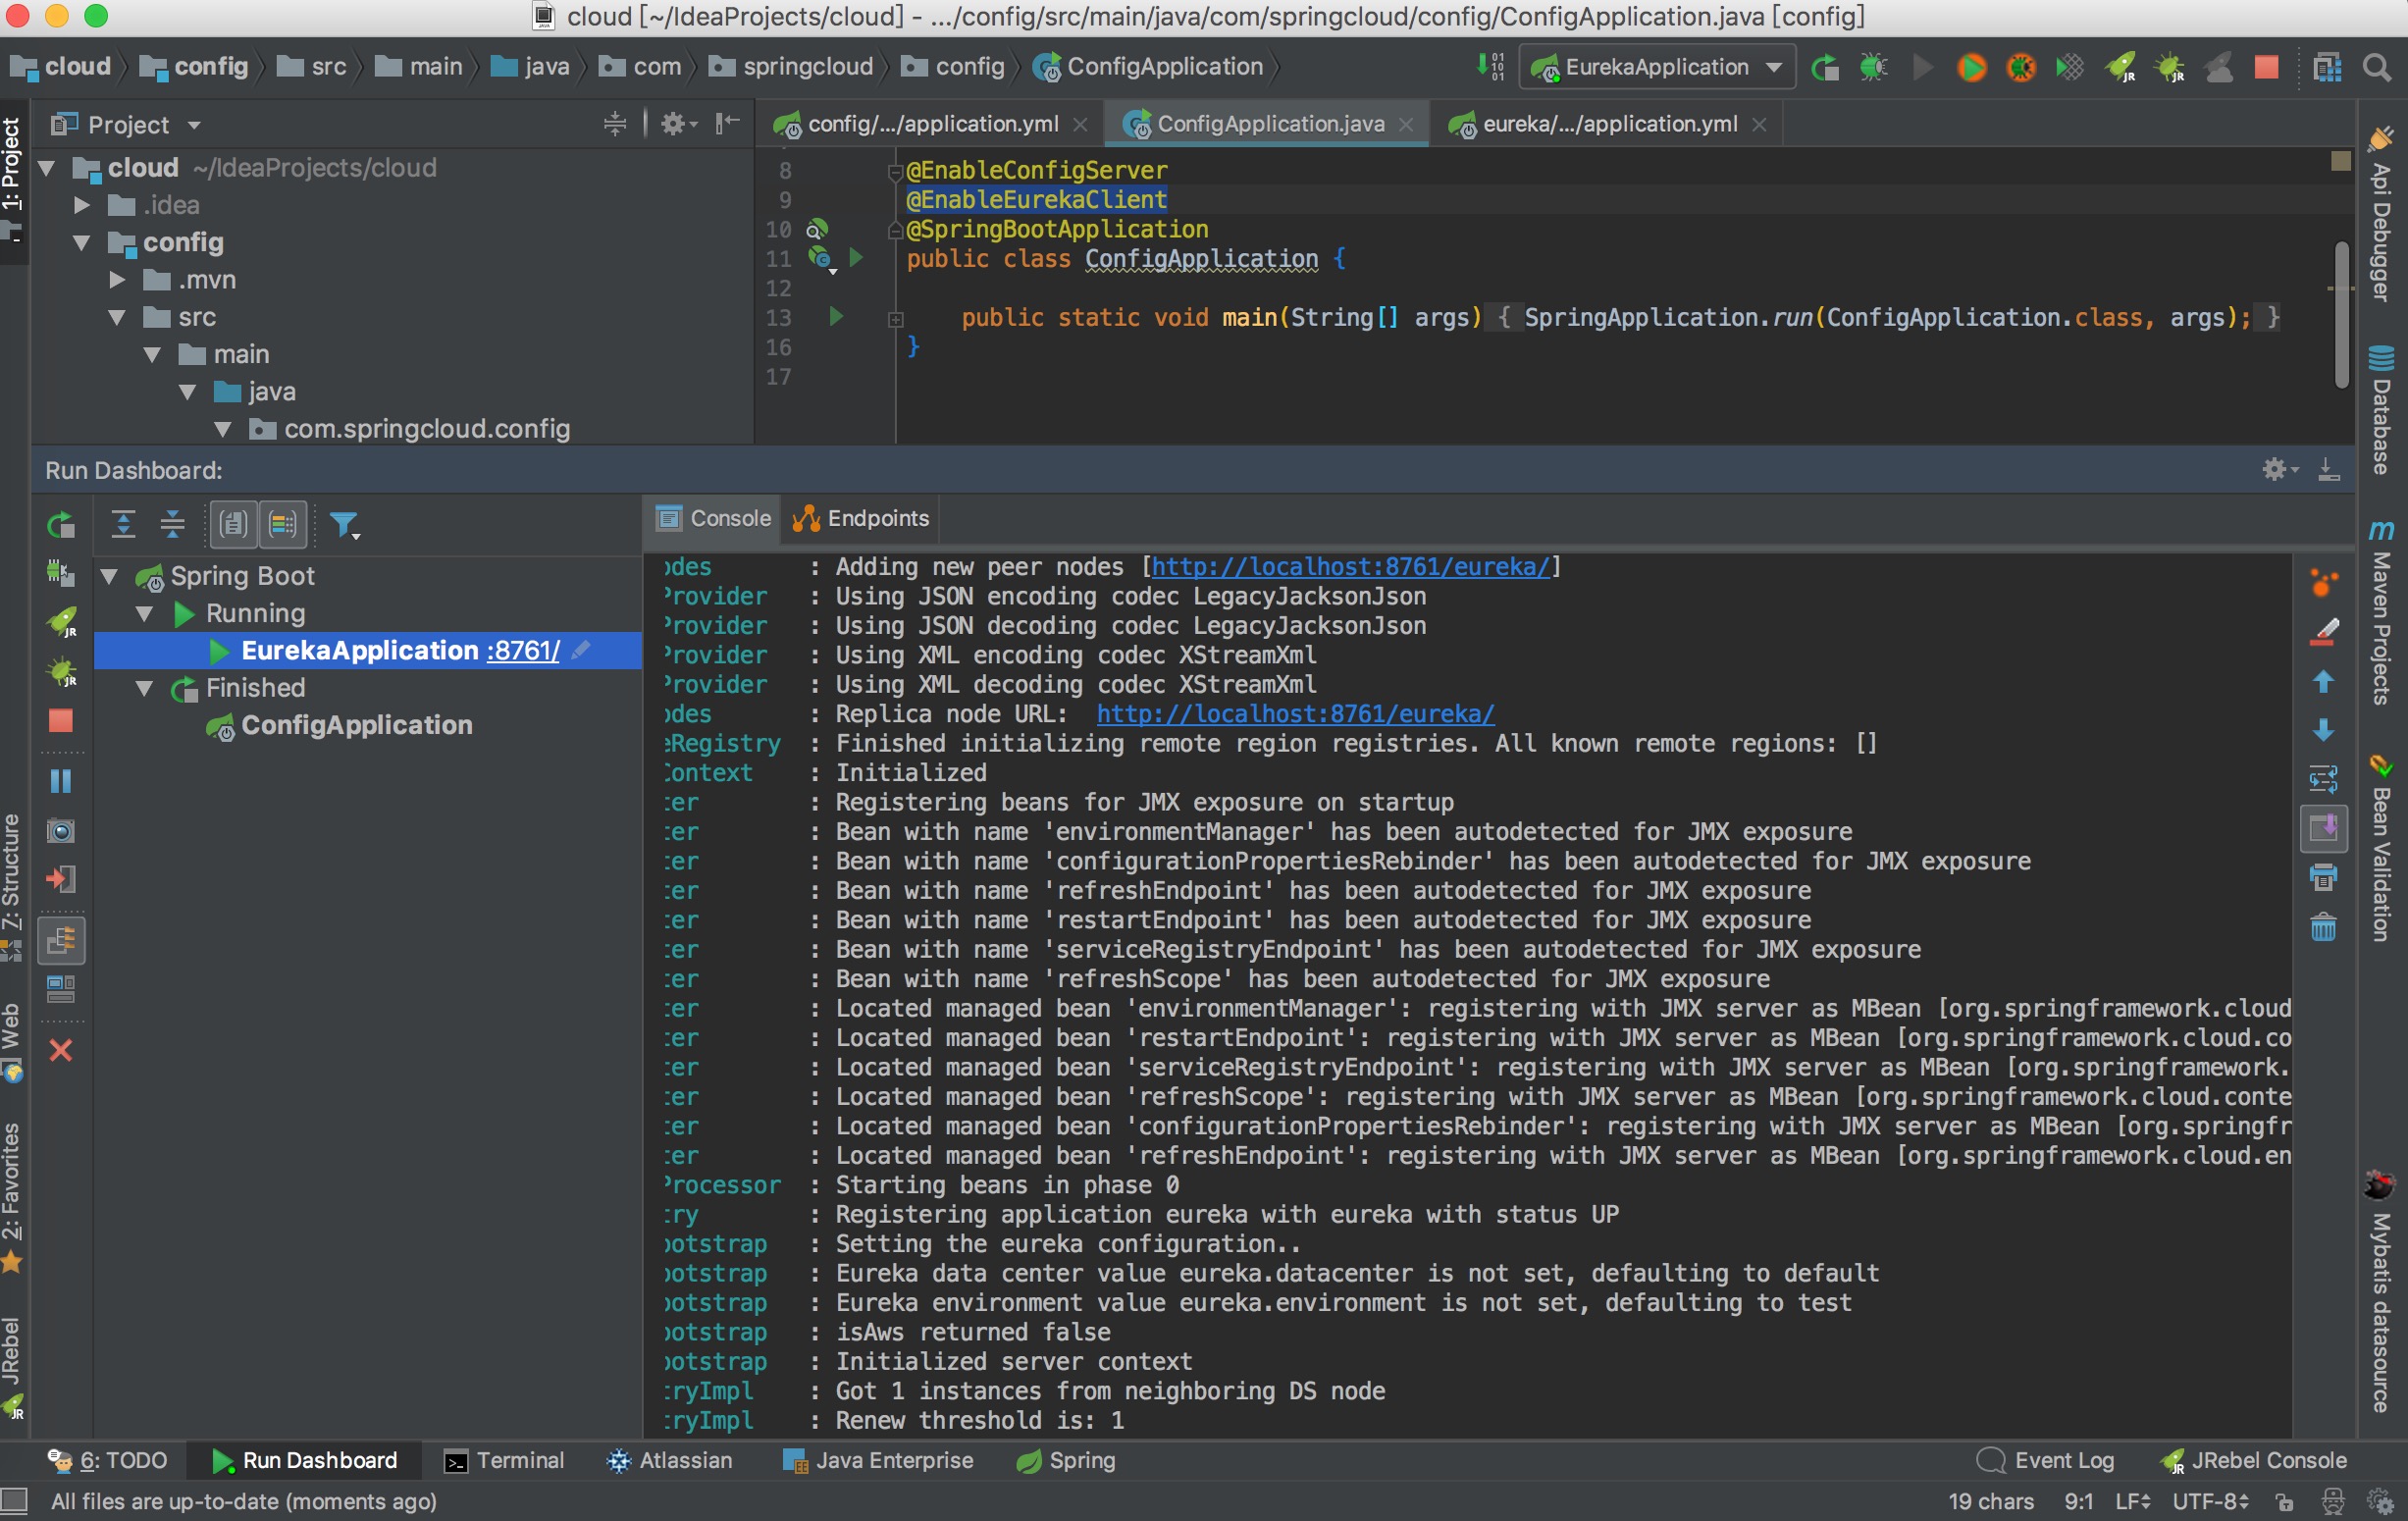 cloud [~/IdeaProjects/cloud] - .../config/src/main/java/com/springcloud/config/ConfigApplication.java [config]
cloud config src main java com springcloud config ConfigApplication
EurekaApplication
1: Project
Project
config/.../application.yml
ConfigApplication.java
eureka/.../application.yml
cloud ~/IdeaProjects/cloud
.idea
config
.mvn
src
main
java
com.springcloud.config
8 @EnableConfigServer
9 @EnableEurekaClient
10 @SpringBootApplication
11 public class ConfigApplication {
12
13 public static void main(String[] args) { SpringApplication.run(ConfigApplication.class, args); }
16 }
17
Run Dashboard:
Console Endpoints
Spring Boot
Running
EurekaApplication :8761/
Finished
ConfigApplication
odes : Adding new peer nodes [http://localhost:8761/eureka/]
Provider : Using JSON encoding codec LegacyJacksonJson
Provider : Using JSON decoding codec LegacyJacksonJson
Provider : Using XML encoding codec XStreamXml
Provider : Using XML decoding codec XStreamXml
odes : Replica node URL:  http://localhost:8761/eureka/
eRegistry : Finished initializing remote region registries. All known remote regions: []
Context : Initialized
ter : Registering beans for JMX exposure on startup
ter : Bean with name 'environmentManager' has been autodetected for JMX exposure
ter : Bean with name 'configurationPropertiesRebinder' has been autodetected for JMX exposure
ter : Bean with name 'refreshEndpoint' has been autodetected for JMX exposure
ter : Bean with name 'restartEndpoint' has been autodetected for JMX exposure
ter : Bean with name 'serviceRegistryEndpoint' has been autodetected for JMX exposure
ter : Bean with name 'refreshScope' has been autodetected for JMX exposure
ter : Located managed bean 'environmentManager': registering with JMX server as MBean [org.springframework.cloud
ter : Located managed bean 'restartEndpoint': registering with JMX server as MBean [org.springframework.cloud.co
ter : Located managed bean 'serviceRegistryEndpoint': registering with JMX server as MBean [org.springframework.
ter : Located managed bean 'refreshScope': registering with JMX server as MBean [org.springframework.cloud.conte
ter : Located managed bean 'configurationPropertiesRebinder': registering with JMX server as MBean [org.springfr
ter : Located managed bean 'refreshEndpoint': registering with JMX server as MBean [org.springframework.cloud.en
Processor : Starting beans in phase 0
try : Registering application eureka with eureka with status UP
ootstrap : Setting the eureka configuration..
ootstrap : Eureka data center value eureka.datacenter is not set, defaulting to default
ootstrap : Eureka environment value eureka.environment is not set, defaulting to test
ootstrap : isAws returned false
ootstrap : Initialized server context
tryImpl : Got 1 instances from neighboring DS node
tryImpl : Renew threshold is: 1
7: Structure
Web
2: Favorites
JRebel
Api Debugger
Database
Maven Projects
Bean Validation
Mybatis datasource
6: TODO Run Dashboard Terminal Atlassian Java Enterprise Spring Event Log JRebel Console
All files are up-to-date (moments ago) 19 chars 9:1 LF UTF-8